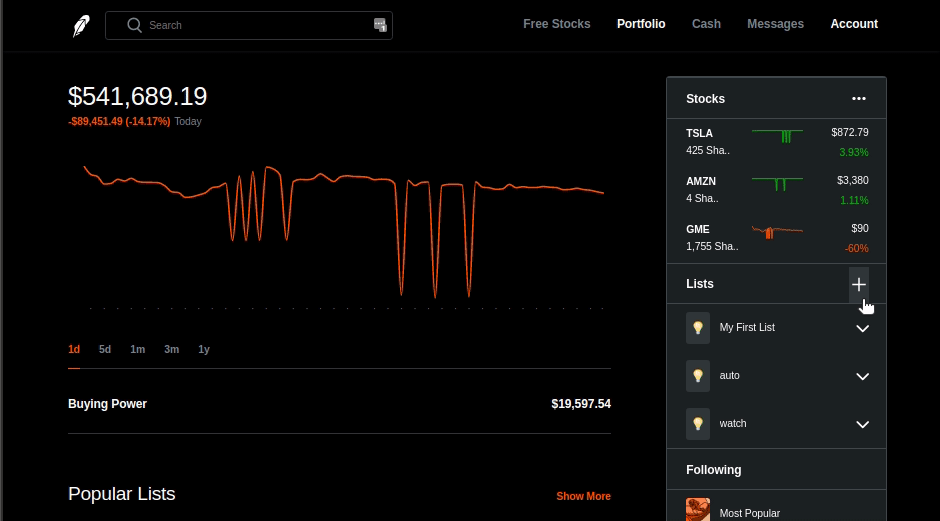 Search
Free Stocks
Portfolio
Cash
Messages
Account
$541,689.19
-$89,451.49 (-14.17%) Today
1d
5d
1m
3m
1y
Buying Power
$19,597.54
Popular Lists
Show More
Stocks
TSLA
$872.79
425 Sha..
3.93%
AMZN
$3,380
4 Sha..
1.11%
GME
$90
1,755 Sha..
-60%
Lists
My First List
auto
watch
Following
Most Popular